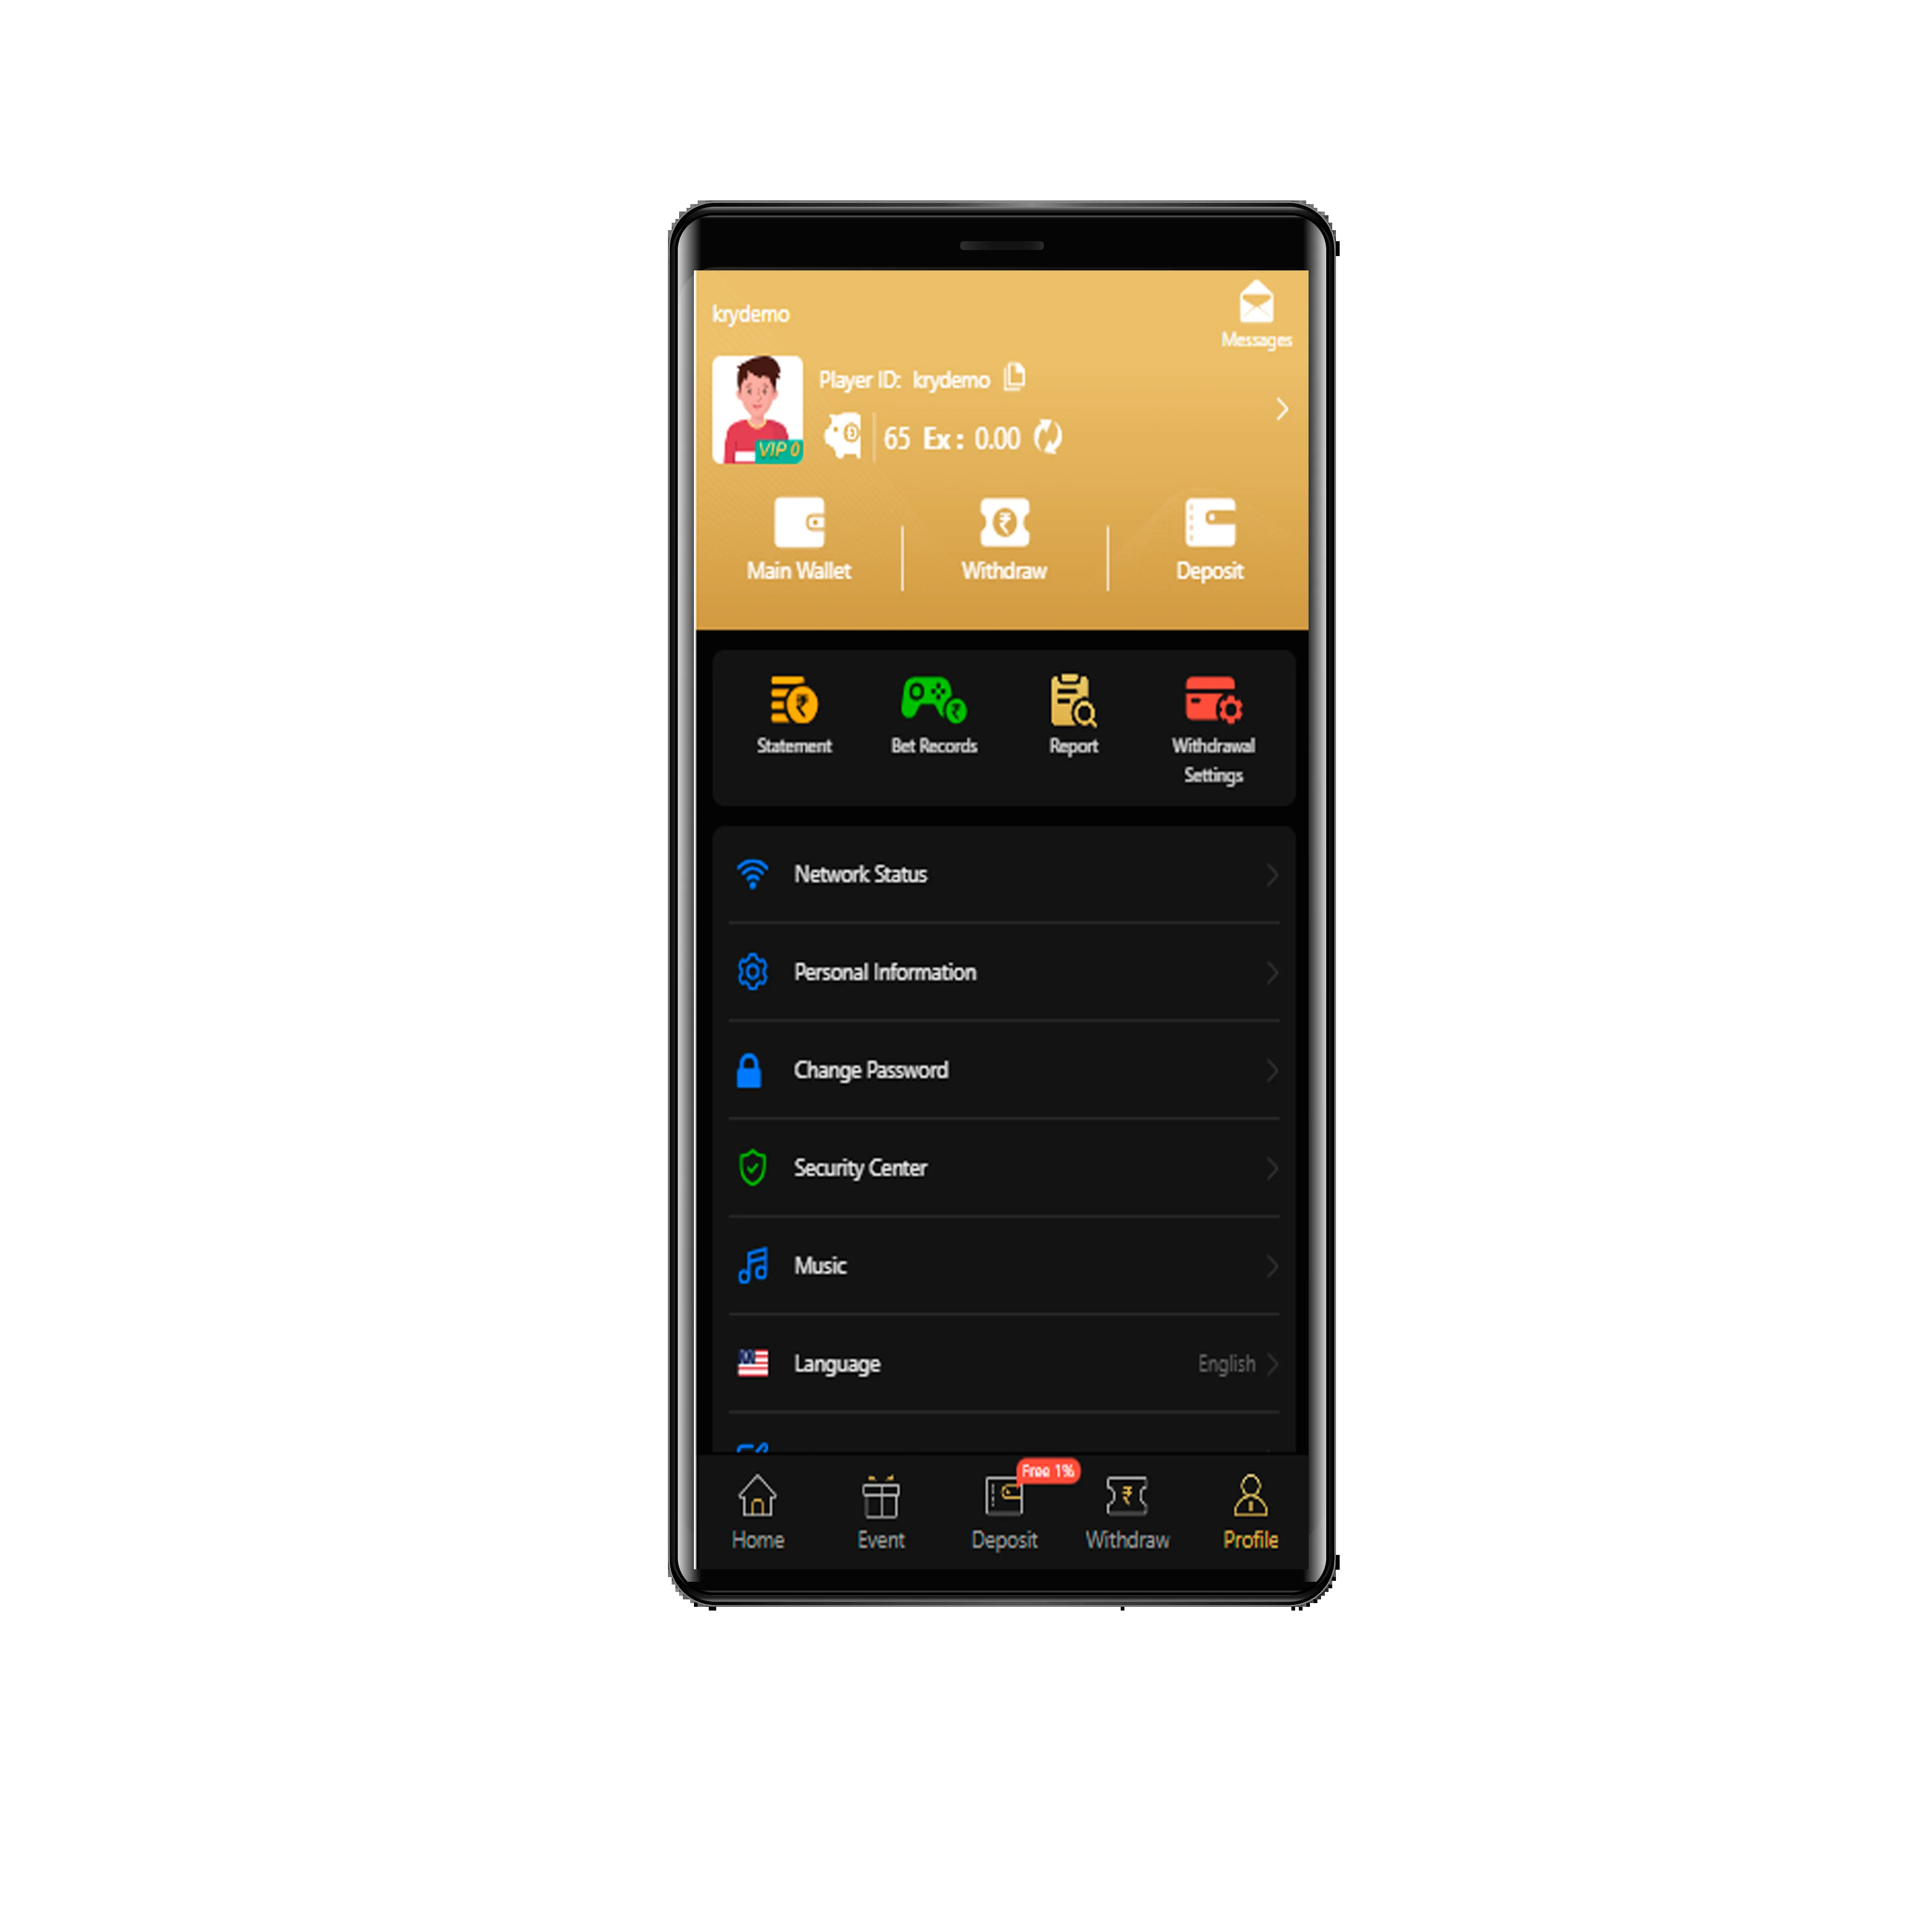 krydemo
Messages
Player ID: krydemo
VIP 0
65 Ex : 0.00
Main Wallet
Withdraw
Deposit
Statement
Bet Records
Report
Withdrawal
Settings
Network Status
Personal Information
Change Password
Security Center
Music
Language
English
Free 1%
Home
Event
Deposit
Withdraw
Profile